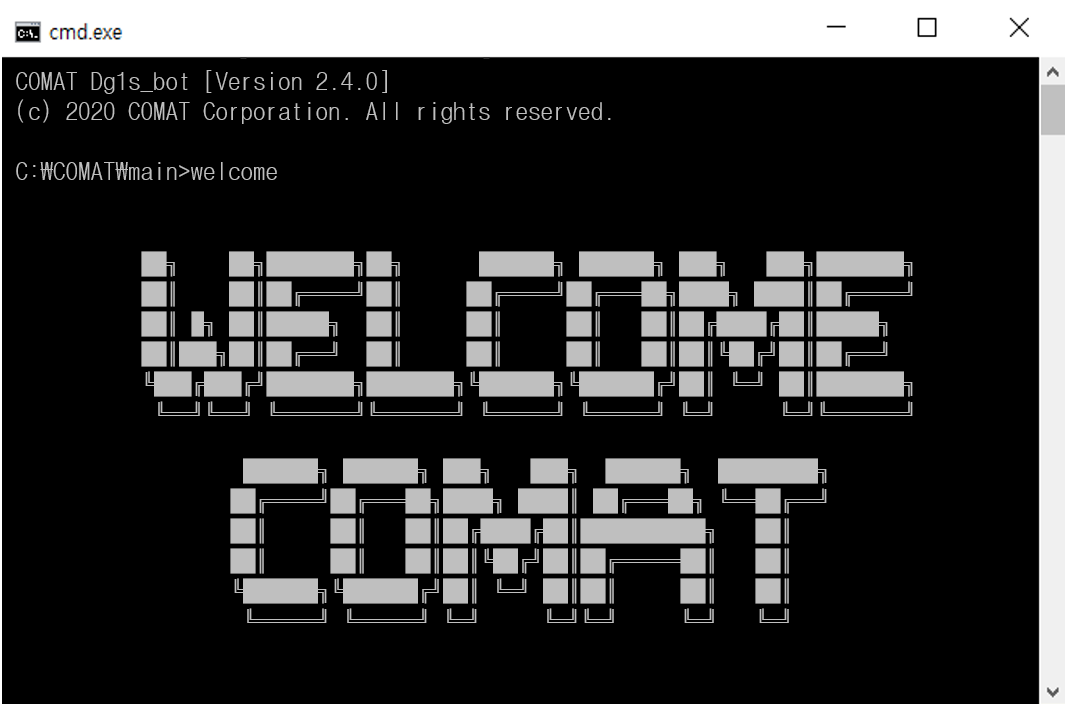 cmd.exe
COMAT Dg1s_bot [Version 2.4.0]
(c) 2020 COMAT Corporation. All rights reserved.
C:₩COMAT₩main>welcome
WELCOME
COMAT